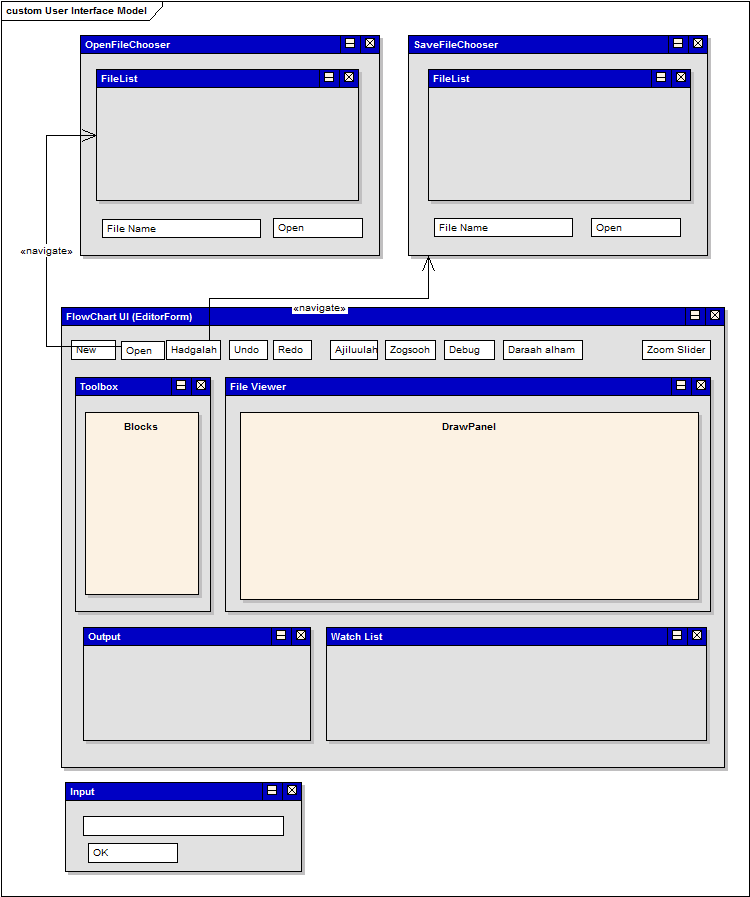 custom User Interface Model
OpenFileChooser
SaveFileChooser
FileList
FileList
File Name
Open
File Name
Open
«navigate»
«navigate»
FlowChart UI (EditorForm)
New
Open
Hadgalah
Undo
Redo
Ajiluulah
Zogsooh
Debug
Daraah alham
Zoom Slider
Toolbox
File Viewer
Blocks
DrawPanel
Output
Watch List
Input
OK